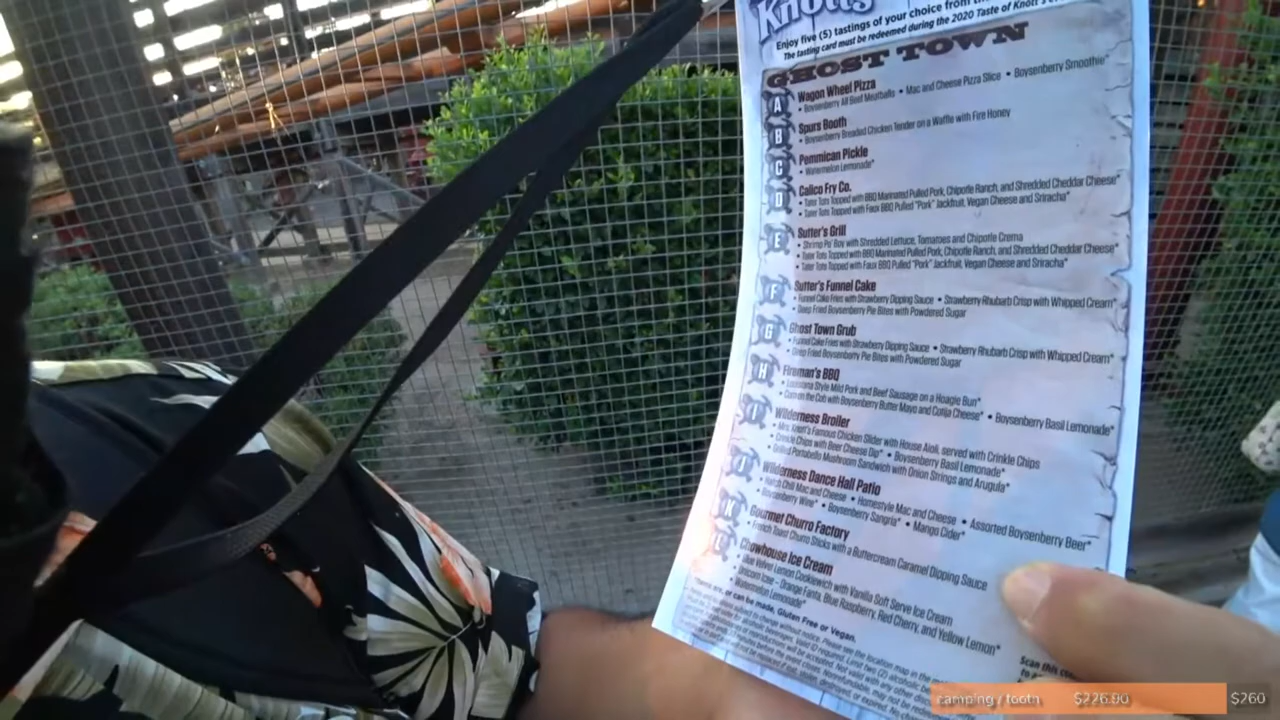 Knott's
Enjoy five (5) tastings of your choice from the
The tasting card must be redeemed during the 2020 Taste of Knott's
GHOST TOWN
A Wagon Wheel Pizza
• Boysenberry All Beef Meatballs • Mac and Cheese Pizza Slice • Boysenberry Smoothie*
B Spurs Booth
• Boysenberry Breaded Chicken Tender on a Waffle with Fire Honey
C Pemmican Pickle
• Watermelon Lemonade*
D Calico Fry Co.
• Tater Tots Topped with BBQ Marinated Pulled Pork, Chipotle Ranch, and Shredded Cheddar Cheese*
• Tater Tots Topped with Faux BBQ Pulled "Pork" Jackfruit, Vegan Cheese and Sriracha*
E Sutter's Grill
• Shrimp Po' Boy with Shredded Lettuce, Tomatoes and Chipotle Crema
• Tater Tots Topped with BBQ Marinated Pulled Pork, Chipotle Ranch, and Shredded Cheddar Cheese*
• Tater Tots Topped with Faux BBQ Pulled "Pork" Jackfruit, Vegan Cheese and Sriracha*
F Sutter's Funnel Cake
• Funnel Cake Fries with Strawberry Dipping Sauce • Strawberry Rhubarb Crisp with Whipped Cream*
• Deep Fried Boysenberry Pie Bites with Powdered Sugar
G Ghost Town Grub
• Funnel Cake Fries with Strawberry Dipping Sauce • Strawberry Rhubarb Crisp with Whipped Cream*
• Deep Fried Boysenberry Pie Bites with Powdered Sugar
H Fireman's BBQ
• Louisiana Style Mild Pork and Beef Sausage on a Hoagie Bun*
• Corn on the Cob with Boysenberry Butter Mayo and Cotija Cheese* • Boysenberry Basil Lemonade*
I Wilderness Broiler
• Mrs. Knott's Famous Chicken Slider with House Aioli, served with Crinkle Chips
• Crinkle Chips with Beer Cheese Dip* • Boysenberry Basil Lemonade*
• Grilled Portabello Mushroom Sandwich with Onion Strings and Arugula*
J Wilderness Dance Hall Patio
• Hatch Chili Mac and Cheese • Homestyle Mac and Cheese • Assorted Boysenberry Beer*
• Boysenberry Wine* • Boysenberry Sangria* • Mango Cider*
K Gourmet Churro Factory
• French Toast Churro Sticks with a Buttercream Caramel Dipping Sauce
L Chowhouse Ice Cream
• Blue Velvet Lemon Cookiewich with Vanilla Soft Serve Ice Cream
• Unicorn Icee - Orange Fanta, Blue Raspberry, Red Cherry, and Yellow Lemon*
• Watermelon Lemonade*
*Items are, or can be made, Gluten Free or Vegan.
Scan this
camping / tooth $226.90 $260